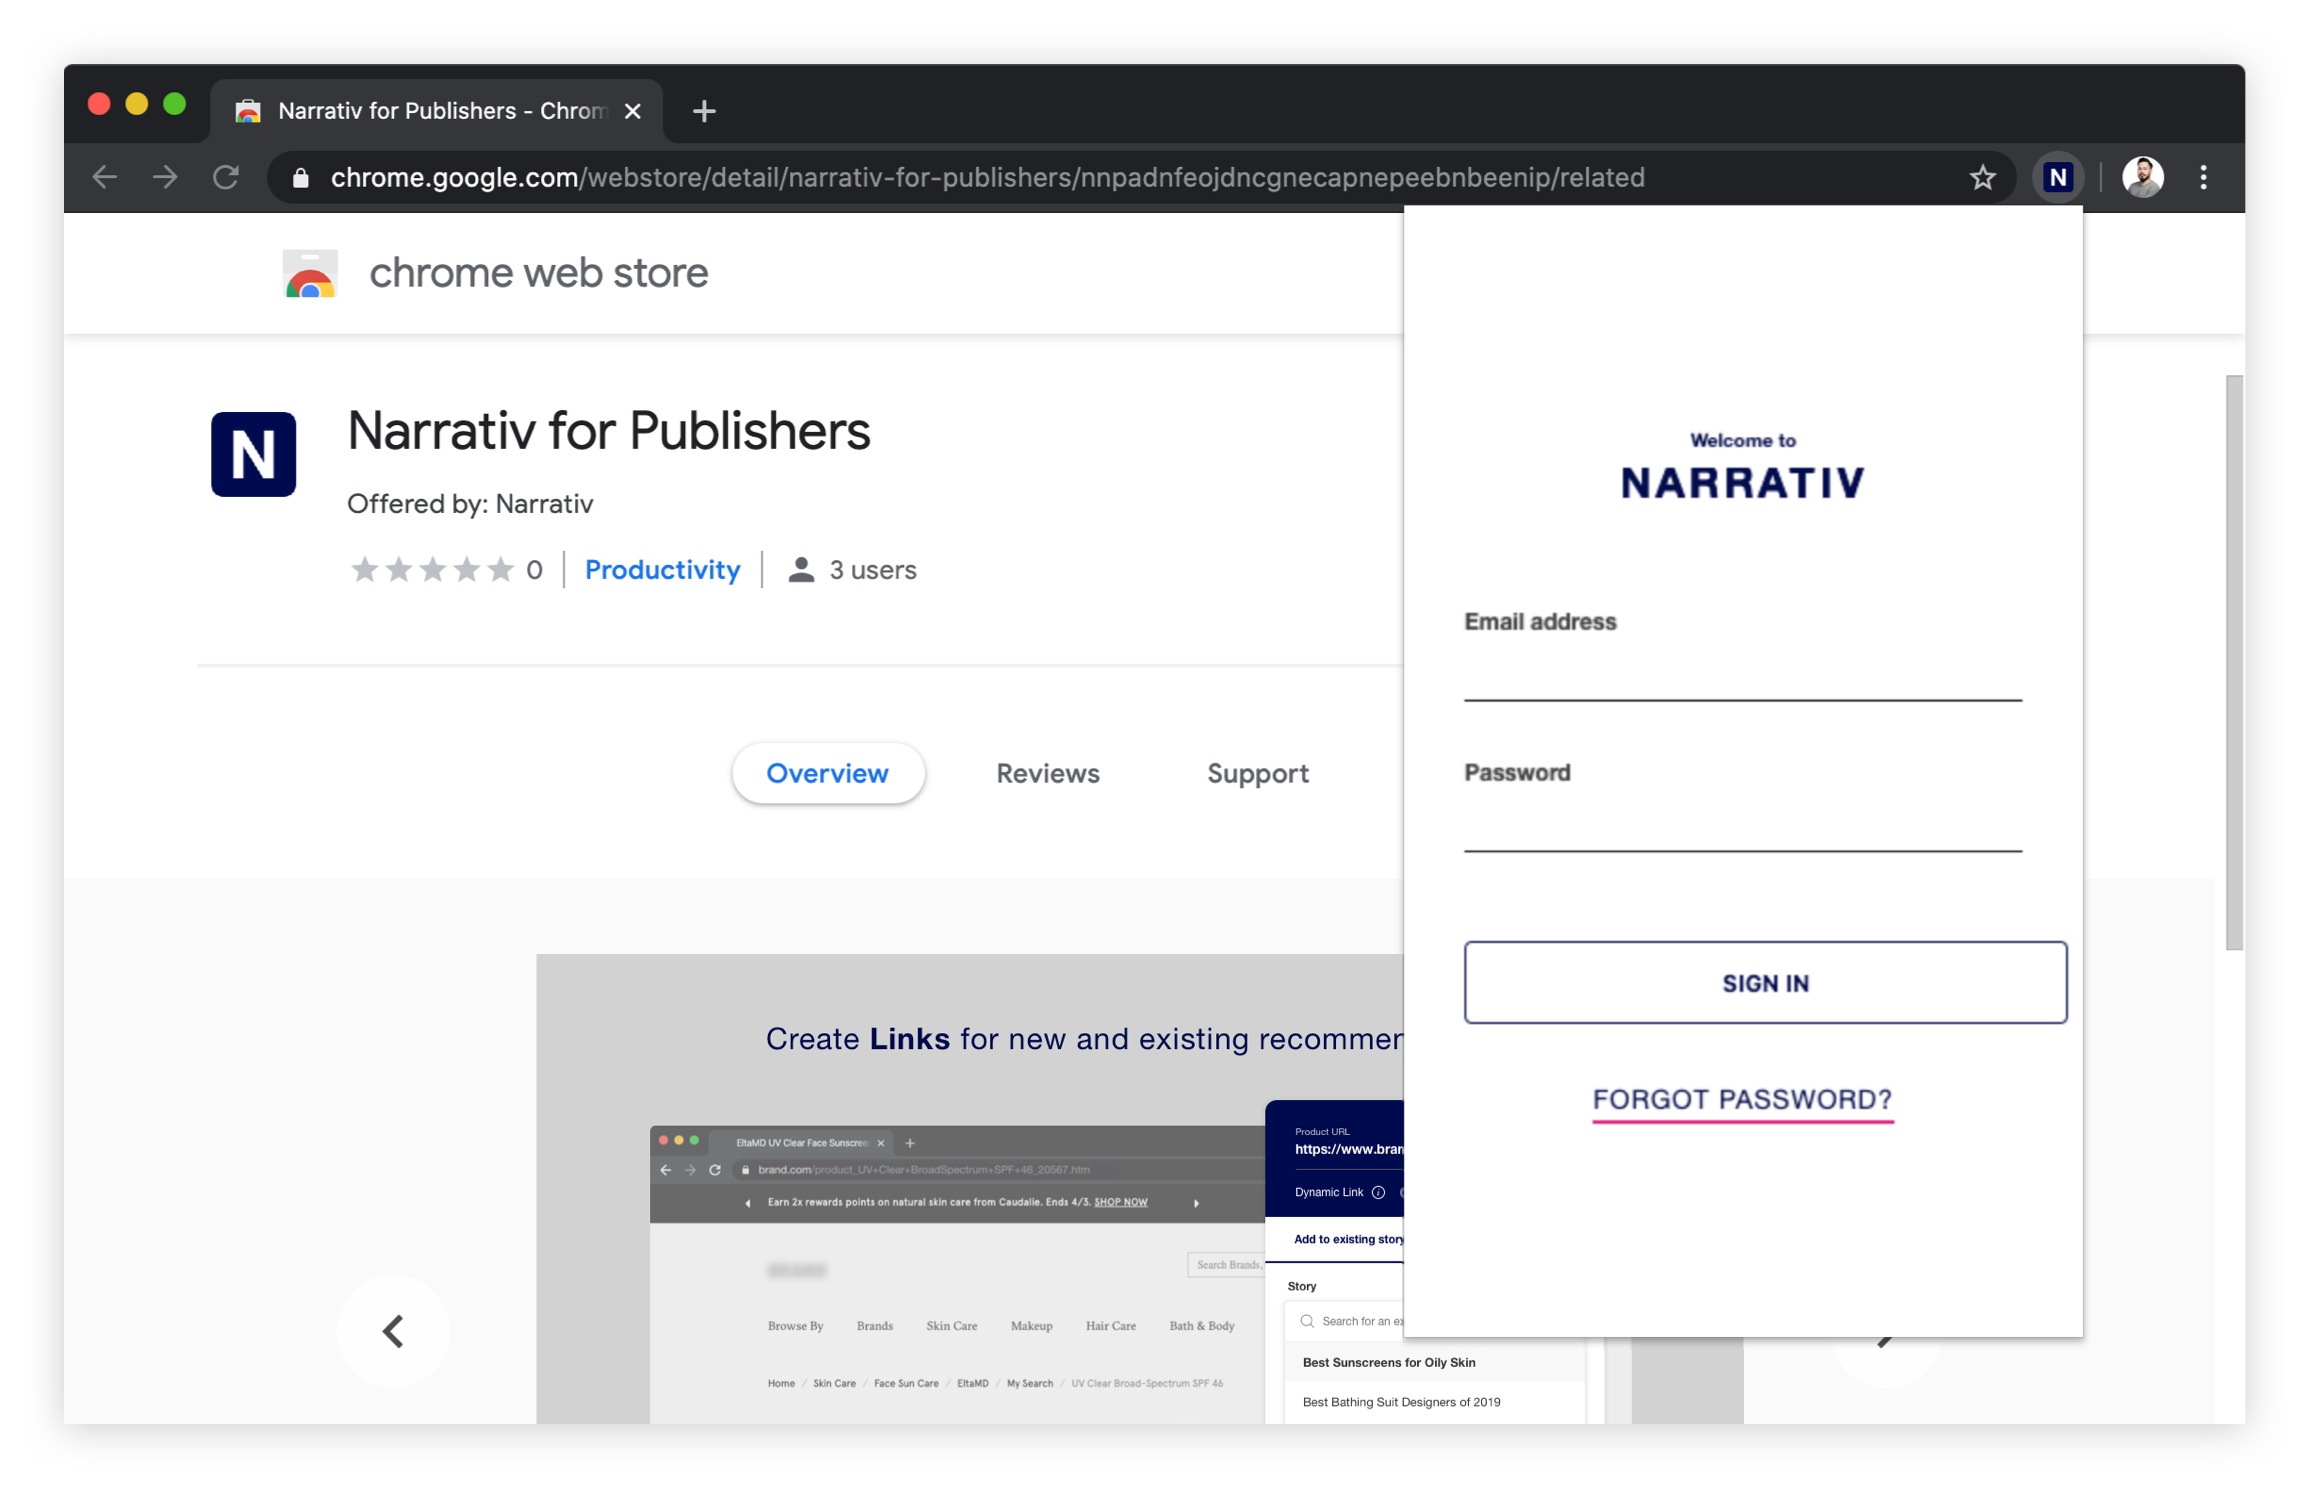 Narrativ for Publishers - Chrom
chrome.google.com/webstore/detail/narrativ-for-publishers/nnpadnfeojdncgnecapnepeebnbeenip/related
N
chrome web store
N
Narrativ for Publishers
Offered by: Narrativ
0
Productivity
3 users
Overview
Reviews
Support
Welcome to
NARRATIV
Email address
Password
SIGN IN
FORGOT PASSWORD?
Create Links for new and existing recommen
EltaMD UV Clear Face Sunscree
brand.com/product_UV+Clear+BroadSpectrum+SPF+46_20567.htm
Earn 2x rewards points on natural skin care from Caudalie. Ends 4/3. SHOP NOW
Search Brands,
Browse By
Brands
Skin Care
Makeup
Hair Care
Bath & Body
Home / Skin Care / Face Sun Care / EltaMD / My Search / UV Clear Broad-Spectrum SPF 46
Product URL
https://www.bran
Dynamic Link
Add to existing story
Story
Search for an ex
Best Sunscreens for Oily Skin
Best Bathing Suit Designers of 2019